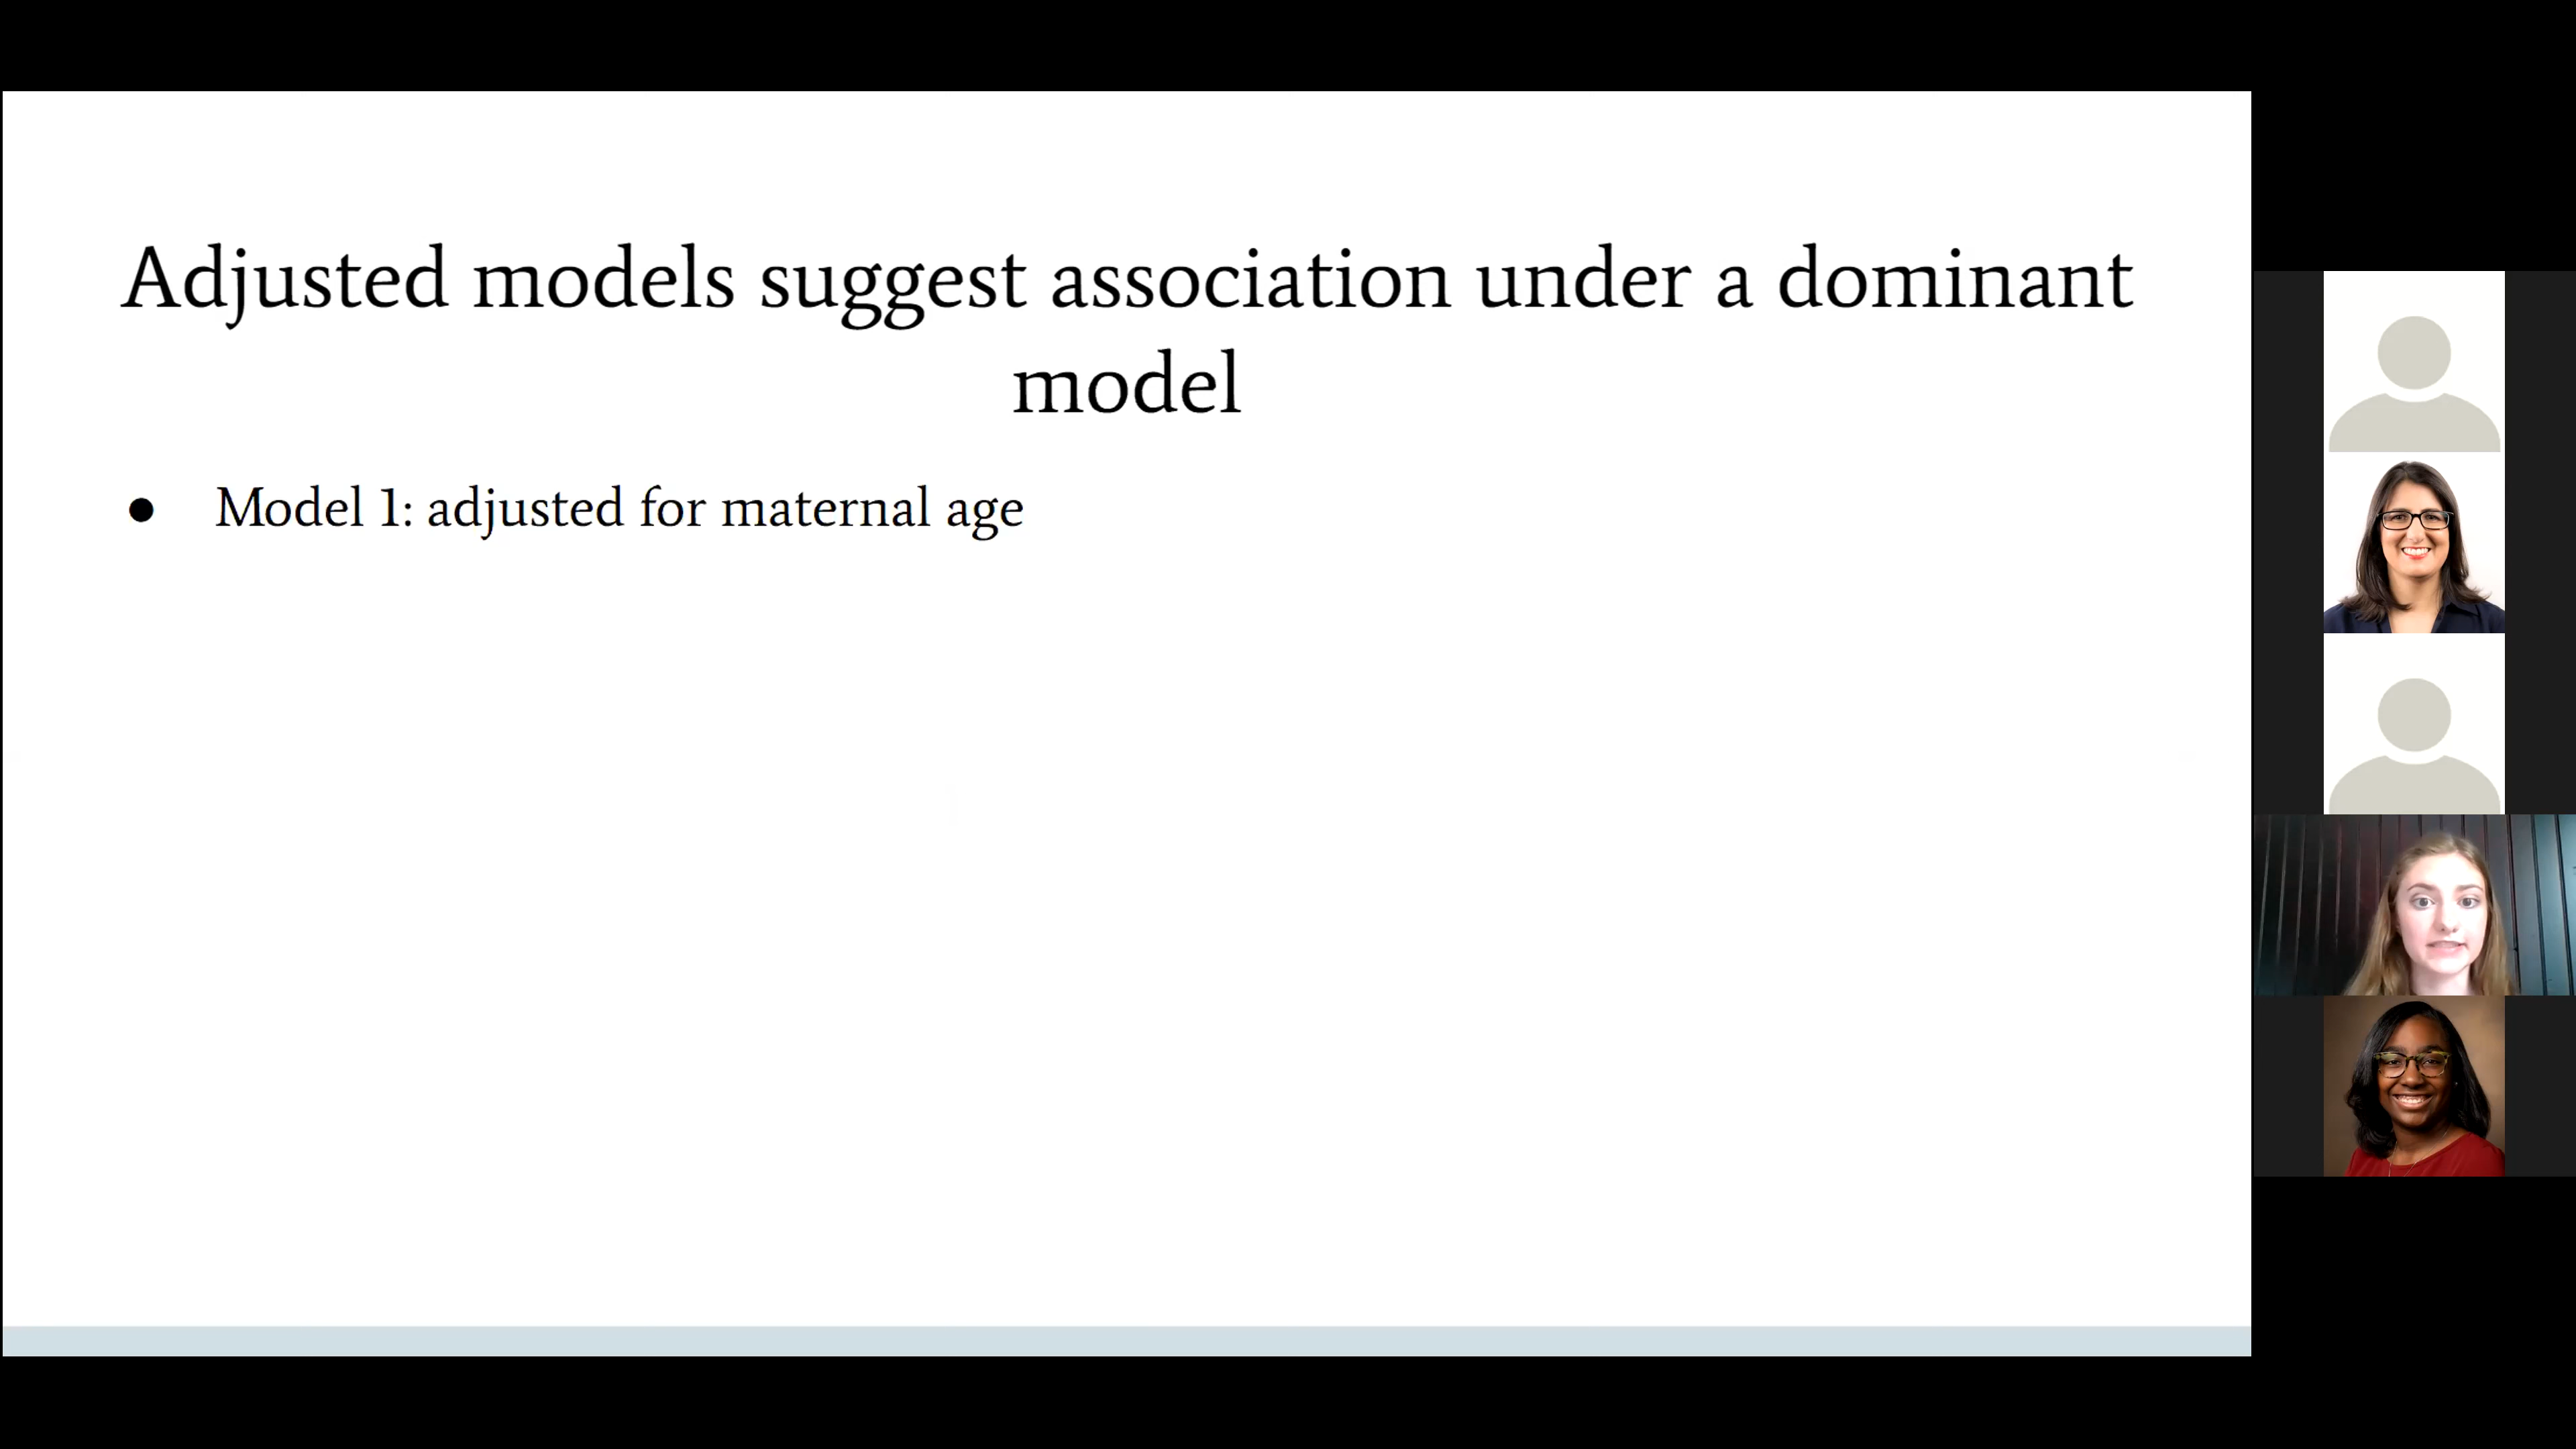 Adjusted models suggest association under a dominant
model
● Model 1: adjusted for maternal age